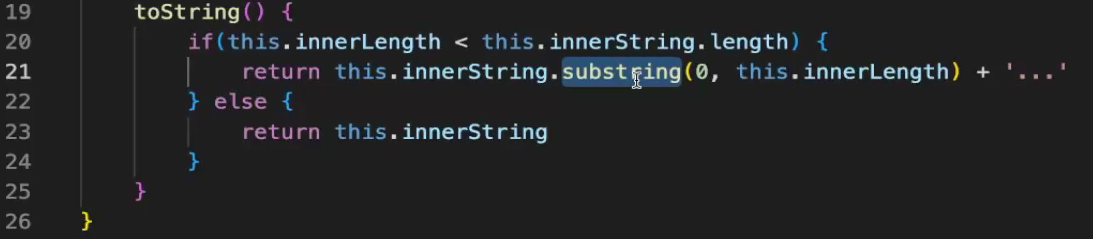 19 toString() {
20 if(this.innerLength < this.innerString.length) {
21 return this.innerString.substring(0, this.innerLength) + '...'
22 } else {
23 return this.innerString
24 }
25 }
26 }